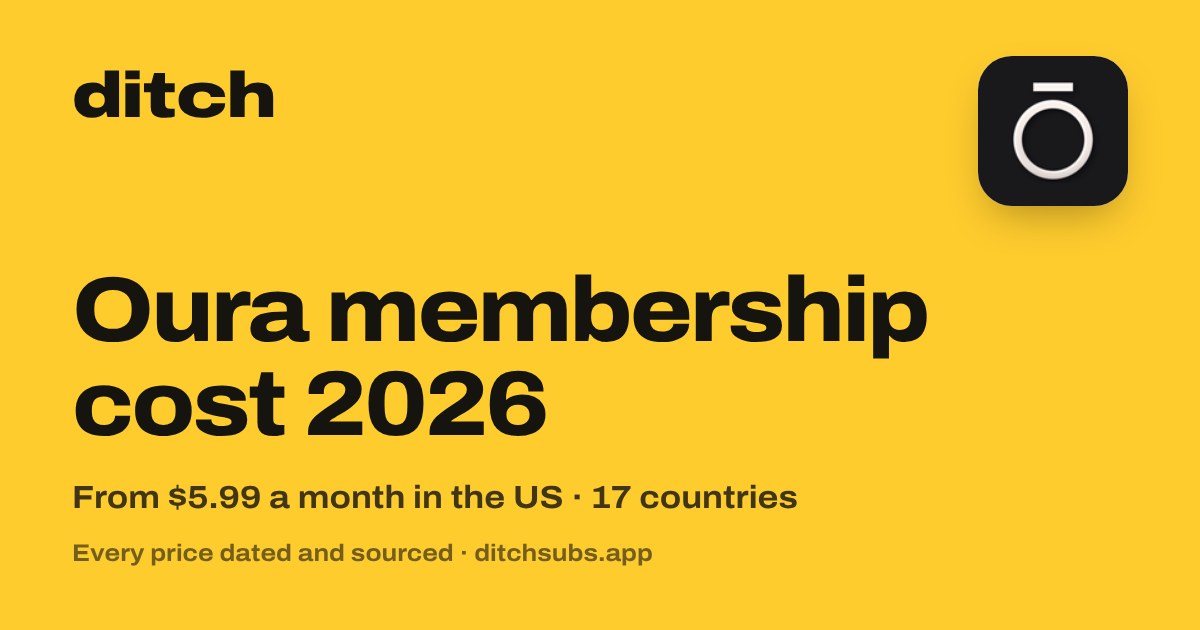 ditch
Oura membership
cost 2026
From $5.99 a month in the US · 17 countries
Every price dated and sourced · ditchsubs.app